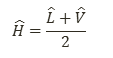 Ĥ = (L̂ + V̂) / 2